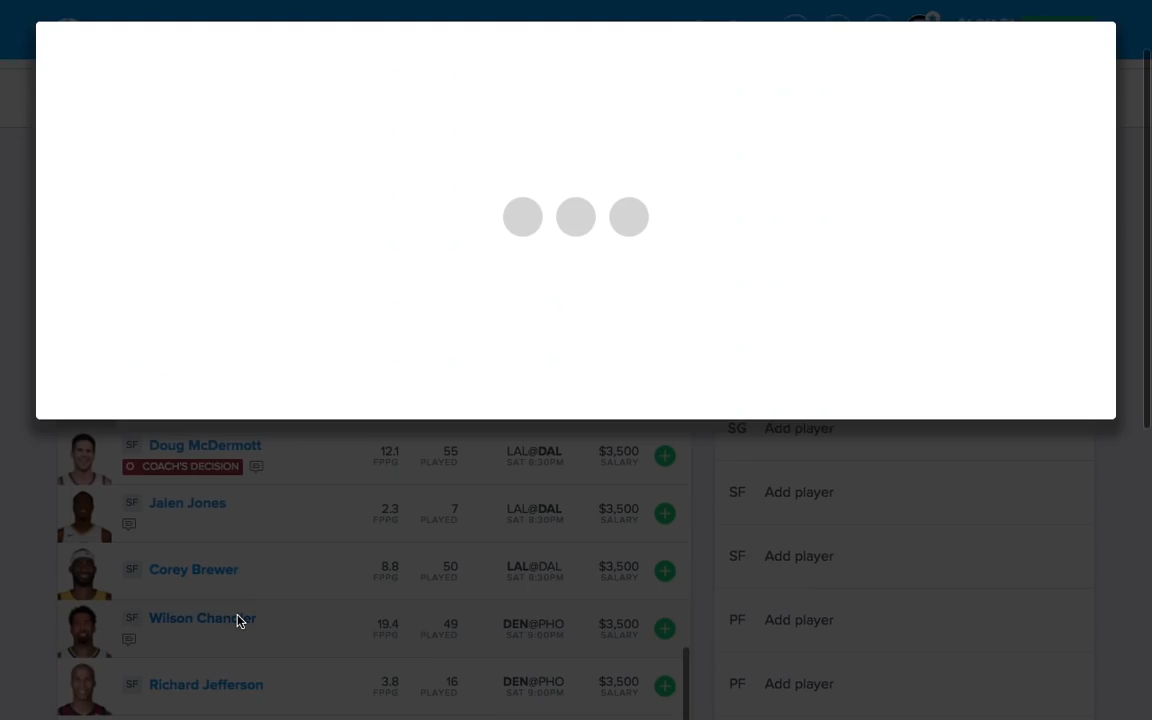 SG Add player
SF Doug McDermott 12.1 55 LAL@DAL $3,500
O COACH'S DECISION FPPG PLAYED SAT 8:30PM SALARY
SF Add player
SF Jalen Jones 2.3 7 LAL@DAL $3,500
FPPG PLAYED SAT 8:30PM SALARY
SF Add player
SF Corey Brewer 8.8 50 LAL@DAL $3,500
FPPG PLAYED SAT 8:30PM SALARY
SF Wilson Chandler 19.4 49 DEN@PHO $3,500
FPPG PLAYED SAT 9:00PM SALARY
PF Add player
SF Richard Jefferson 3.8 16 DEN@PHO $3,500
FPPG PLAYED SAT 9:00PM SALARY
PF Add player